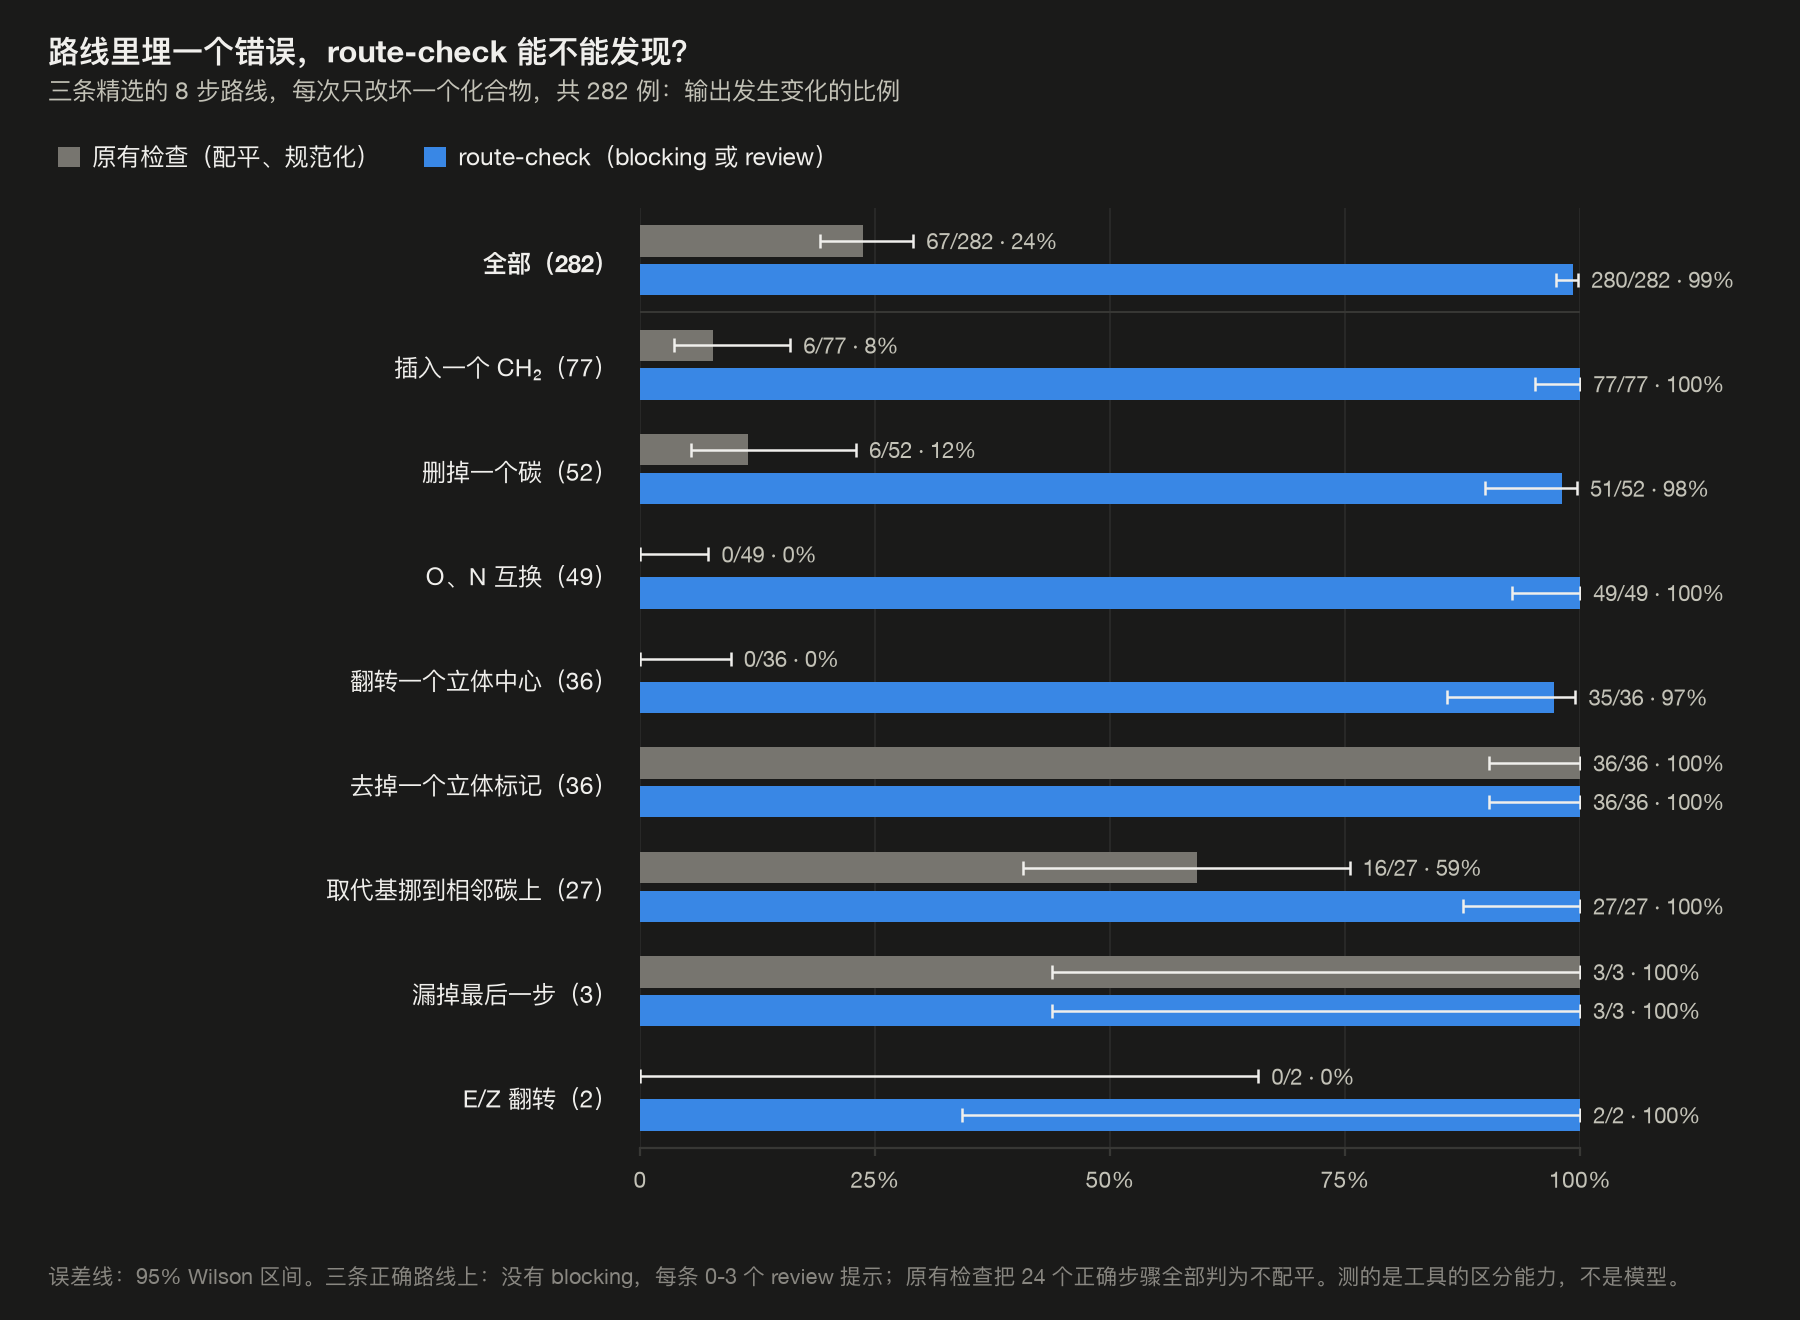 路线里埋一个错误，route-check 能不能发现？
三条精选的 8 步路线，每次只改坏一个化合物，共 282 例：输出发生变化的比例
原有检查（配平、规范化）
route-check（blocking 或 review）
全部（282）
67/282 · 24%
280/282 · 99%
插入一个 CH₂（77）
6/77 · 8%
77/77 · 100%
删掉一个碳（52）
6/52 · 12%
51/52 · 98%
O、N 互换（49）
0/49 · 0%
49/49 · 100%
翻转一个立体中心（36）
0/36 · 0%
35/36 · 97%
去掉一个立体标记（36）
36/36 · 100%
36/36 · 100%
取代基挪到相邻碳上（27）
16/27 · 59%
27/27 · 100%
漏掉最后一步（3）
3/3 · 100%
3/3 · 100%
E/Z 翻转（2）
0/2 · 0%
2/2 · 100%
0
25%
50%
75%
100%
误差线：95% Wilson 区间。三条正确路线上：没有 blocking，每条 0-3 个 review 提示；原有检查把 24 个正确步骤全部判为不配平。测的是工具的区分能力，不是模型。